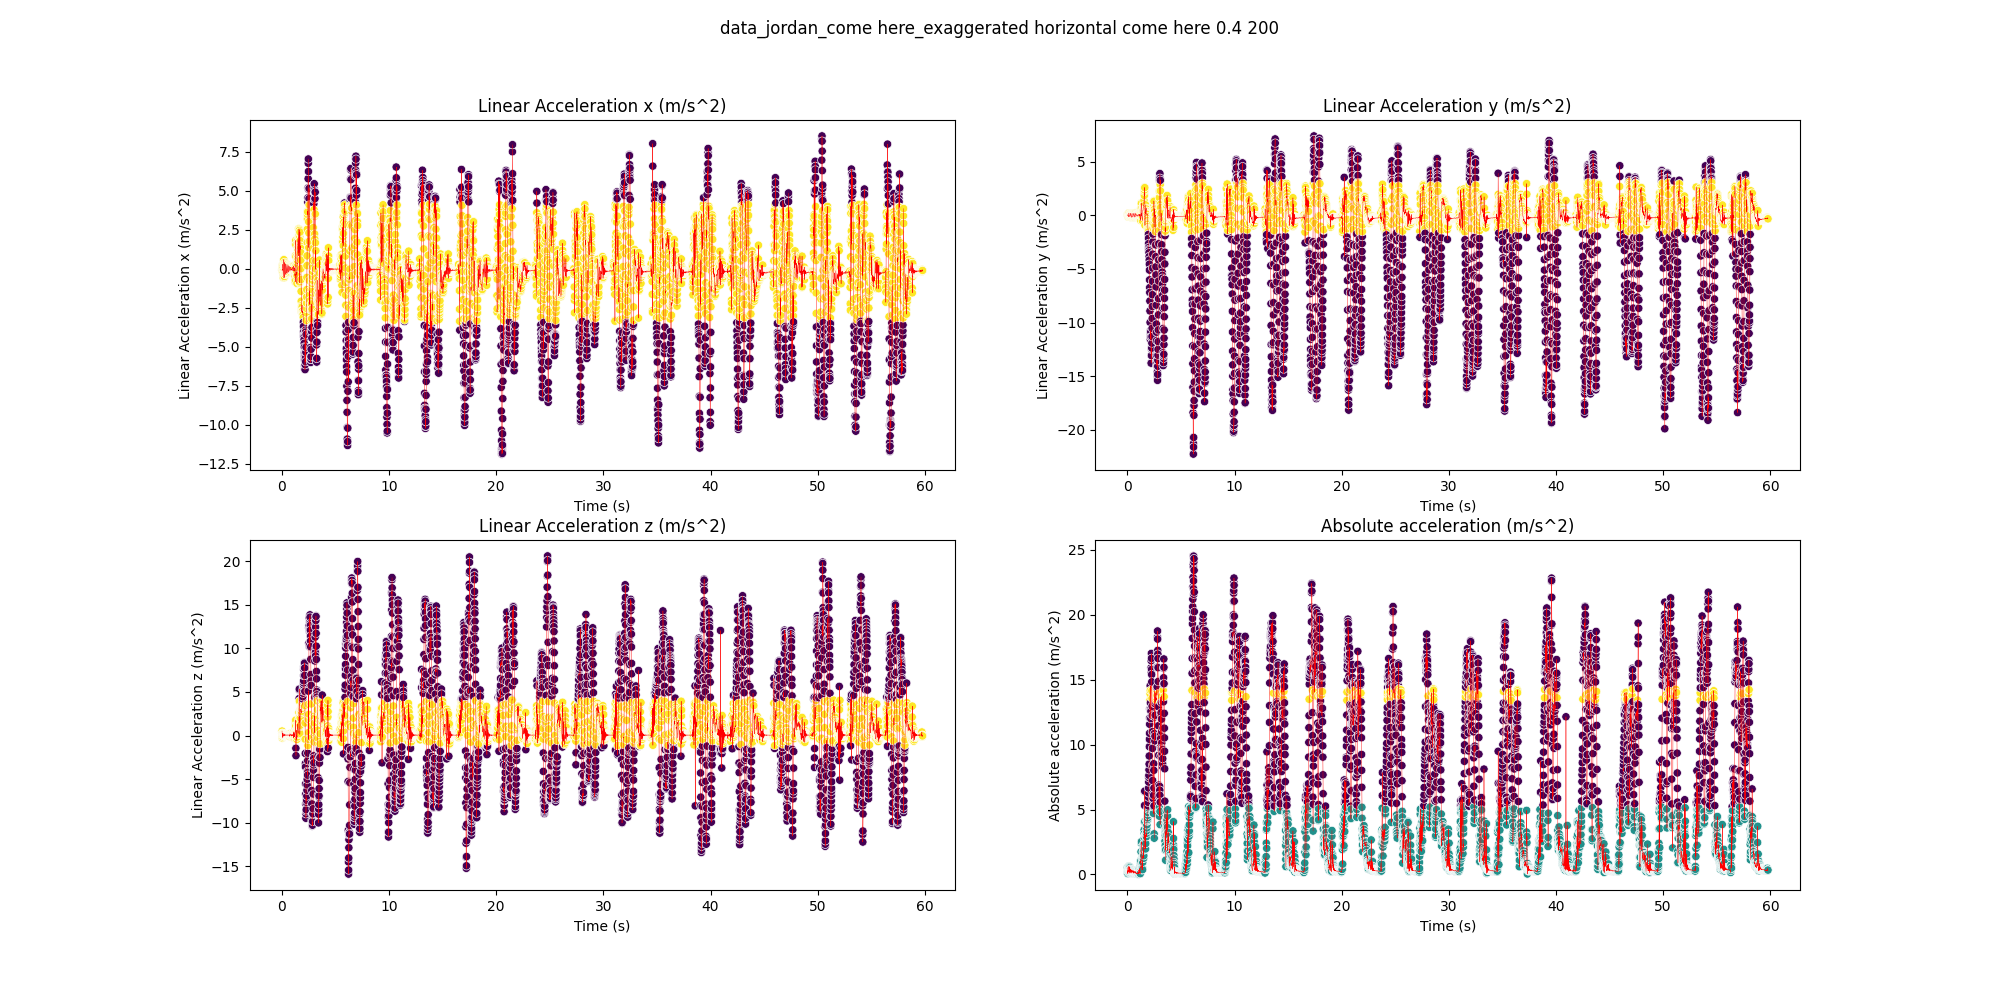 data_jordan_come here_exaggerated horizontal come here 0.4 200
Linear Acceleration x (m/s^2)
Linear Acceleration x (m/s^2)
7.5
5.0
2.5
0.0
−2.5
−5.0
−7.5
−10.0
−12.5
0 10 20 30 40 50 60
Time (s)
Linear Acceleration y (m/s^2)
Linear Acceleration y (m/s^2)
5
0
−5
−10
−15
−20
0 10 20 30 40 50 60
Time (s)
Linear Acceleration z (m/s^2)
Linear Acceleration z (m/s^2)
20
15
10
5
0
−5
−10
−15
0 10 20 30 40 50 60
Time (s)
Absolute acceleration (m/s^2)
Absolute acceleration (m/s^2)
25
20
15
10
5
0
0 10 20 30 40 50 60
Time (s)